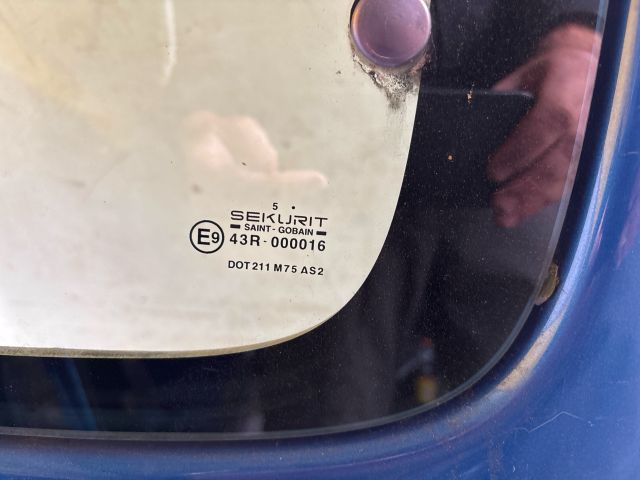 5 •
SEKURIT
SAINT-GOBAIN
E9 43R-000016
DOT 211 M75 AS2